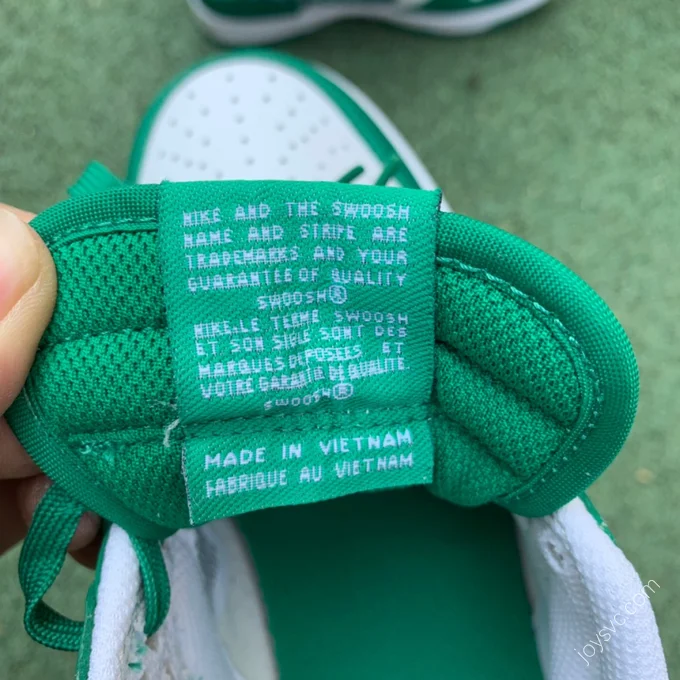 NIKE AND THE SWOOSH
NAME AND STRIPE ARE
TRADEMARKS AND YOUR
GUARANTEE OF QUALITY
SWOOSH®
NIKE, LE TERME SWOOSH
ET SON SIGLE SONT DES
MARQUES DEPOSEES ET
VOTRE GARANTIE DE QUALITE.
SWOOSH®
MADE IN VIETNAM
FABRIQUE AU VIETNAM
joysvc.com